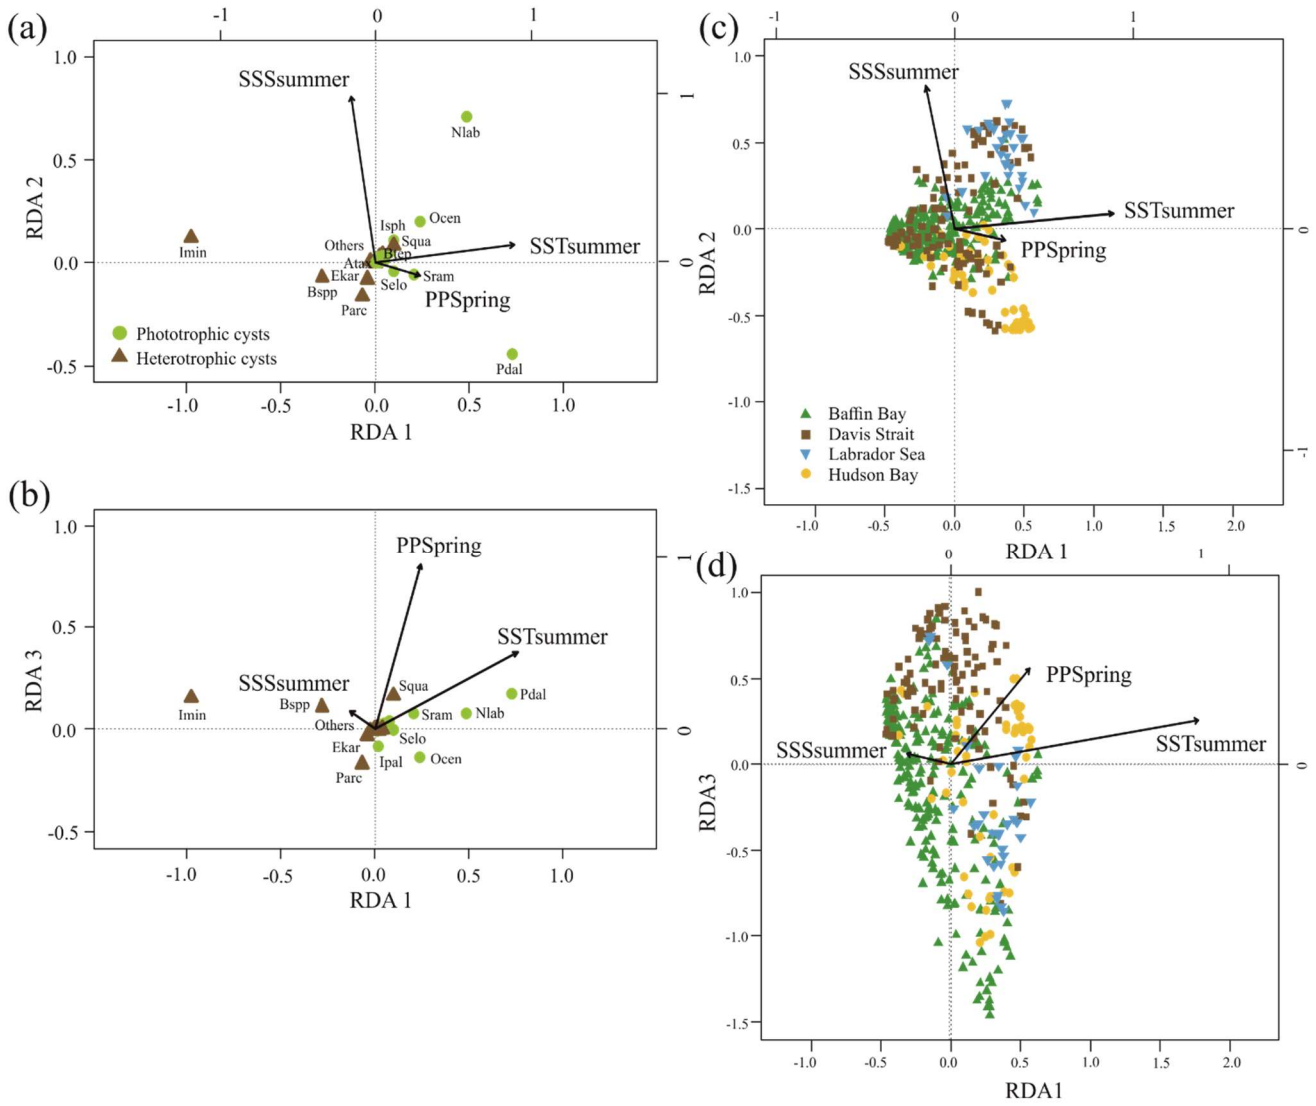 (a)
-1
0
1
1.0
0.5
0.0
-0.5
RDA 2
SSSsummer
Nlab
Ocen
Isph
Squa
Others
Btep
SSTsummer
Imin
Ekar
Selo
Sram
Bspp
Parc
PPSpring
Phototrophic cysts
Heterotrophic cysts
Pdal
1
0
-1.0
-0.5
0.0
0.5
1.0
RDA 1
(b)
1.0
0.5
0.0
-0.5
RDA 3
PPSpring
SSTsummer
SSSsummer
Squa
Pdal
Imin
Bspp
Sram
Nlab
Others
Selo
Ekar
Ipal
Ocen
Parc
1
0
-1.0
-0.5
0.0
0.5
1.0
RDA 1
(c)
-1
0
1
1.0
0.5
0.0
-0.5
-1.0
-1.5
RDA 2
SSSsummer
SSTsummer
PPSpring
Baffin Bay
Davis Strait
Labrador Sea
Hudson Bay
0
-1
-1.0
-0.5
0.0
0.5
1.0
1.5
2.0
RDA 1
(d)
0
1
1.0
0.5
0.0
-0.5
-1.0
-1.5
RDA3
PPSpring
SSSsummer
SSTsummer
0
-1.0
-0.5
0.0
0.5
1.0
1.5
2.0
RDA1